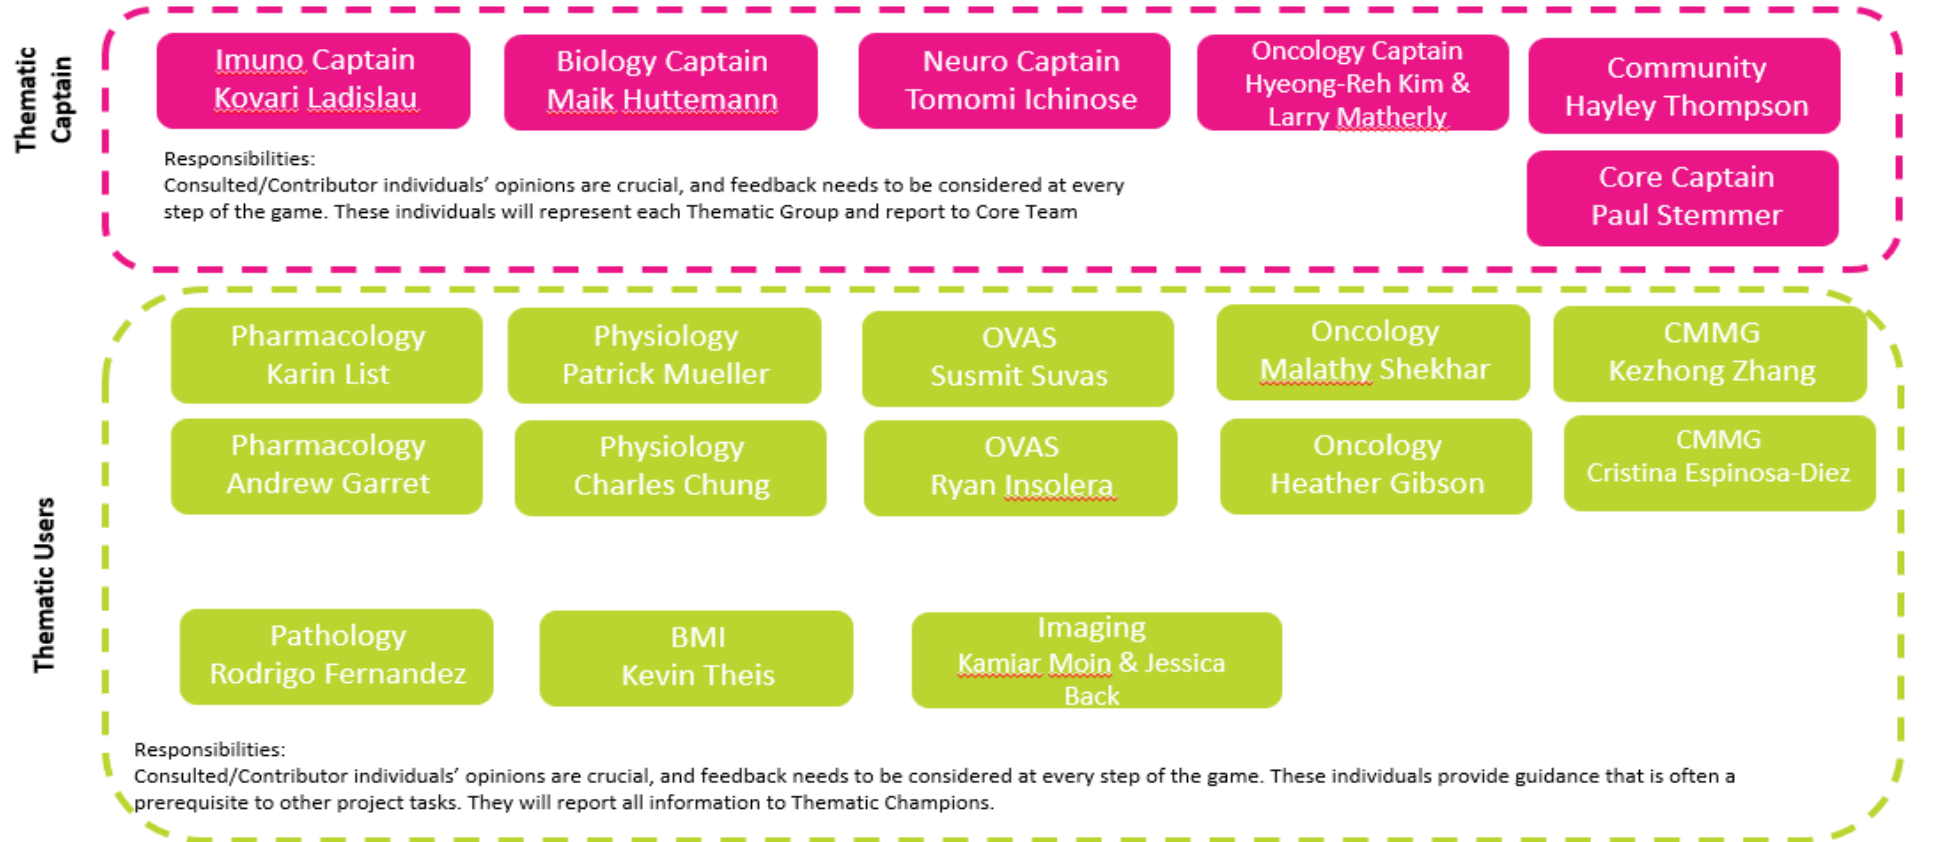 Thematic
Captain
Imuno Captain
Kovari Ladislau
Biology Captain
Maik Huttemann
Neuro Captain
Tomomi Ichinose
Oncology Captain
Hyeong-Reh Kim &
Larry Matherly
Community
Hayley Thompson
Responsibilities:
Consulted/Contributor individuals’ opinions are crucial, and feedback needs to be considered at every
step of the game. These individuals will represent each Thematic Group and report to Core Team
Core Captain
Paul Stemmer
Thematic Users
Pharmacology
Karin List
Physiology
Patrick Mueller
OVAS
Susmit Suvas
Oncology
Malathy Shekhar
CMMG
Kezhong Zhang
Pharmacology
Andrew Garret
Physiology
Charles Chung
OVAS
Ryan Insolera
Oncology
Heather Gibson
CMMG
Cristina Espinosa-Diez
Pathology
Rodrigo Fernandez
BMI
Kevin Theis
Imaging
Kamiar Moin & Jessica
Back
Responsibilities:
Consulted/Contributor individuals’ opinions are crucial, and feedback needs to be considered at every step of the game. These individuals provide guidance that is often a
prerequisite to other project tasks. They will report all information to Thematic Champions.